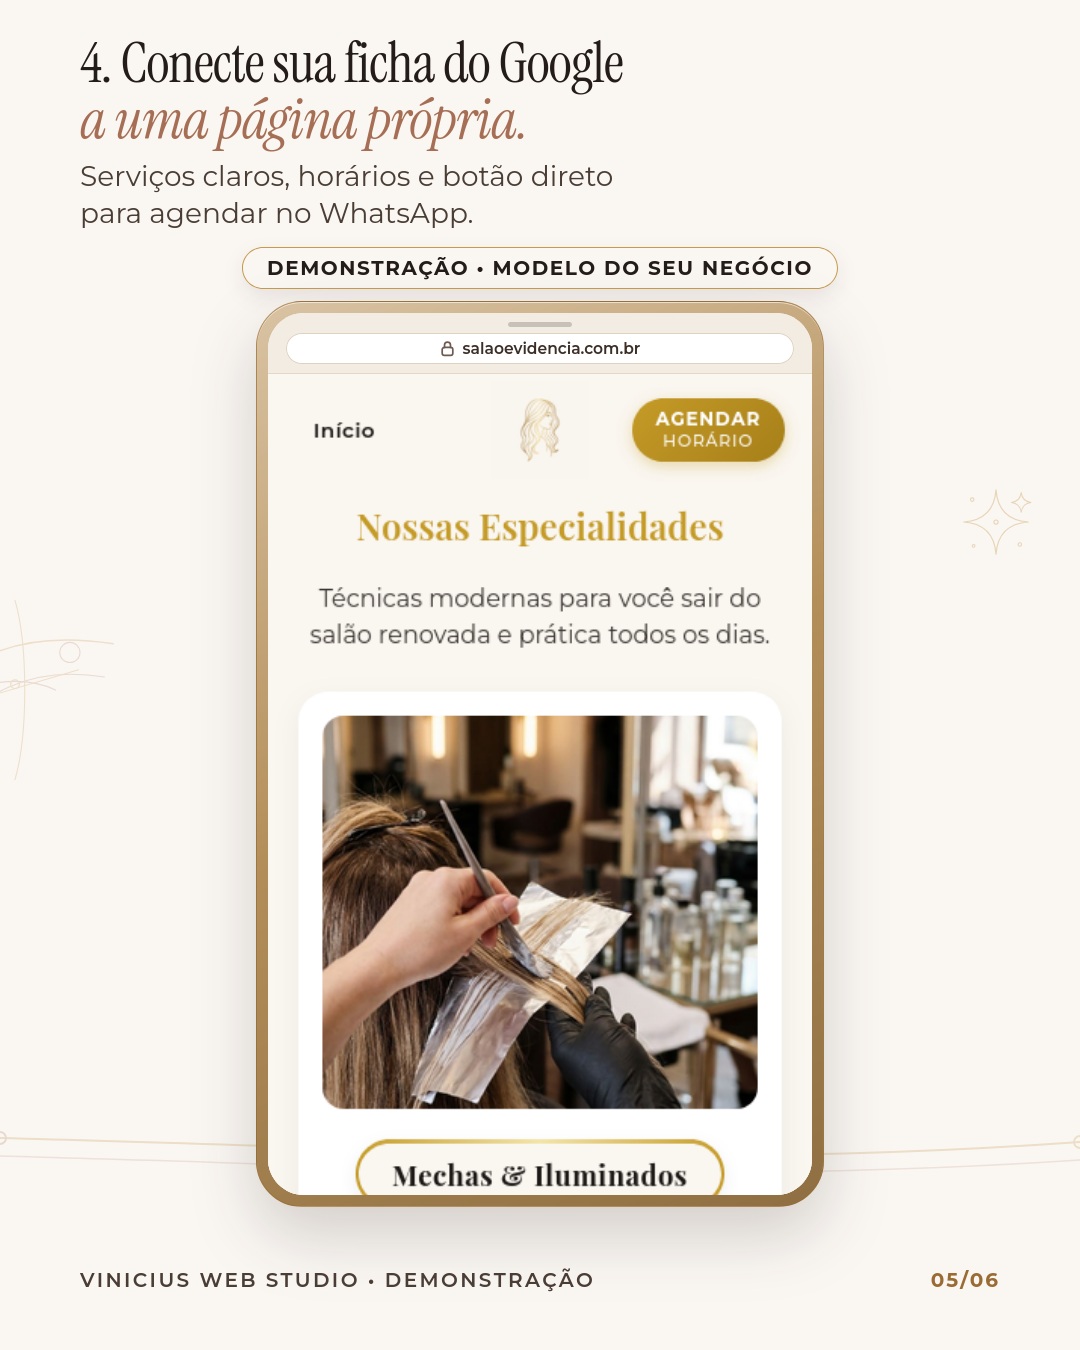 4. Conecte sua ficha do Google
a uma página própria.
Serviços claros, horários e botão direto
para agendar no WhatsApp.
DEMONSTRAÇÃO • MODELO DO SEU NEGÓCIO
salaoevidencia.com.br
Início
AGENDAR
HORÁRIO
Nossas Especialidades
Técnicas modernas para você sair do
salão renovada e prática todos os dias.
Mechas & Iluminados
VINICIUS WEB STUDIO • DEMONSTRAÇÃO
05/06